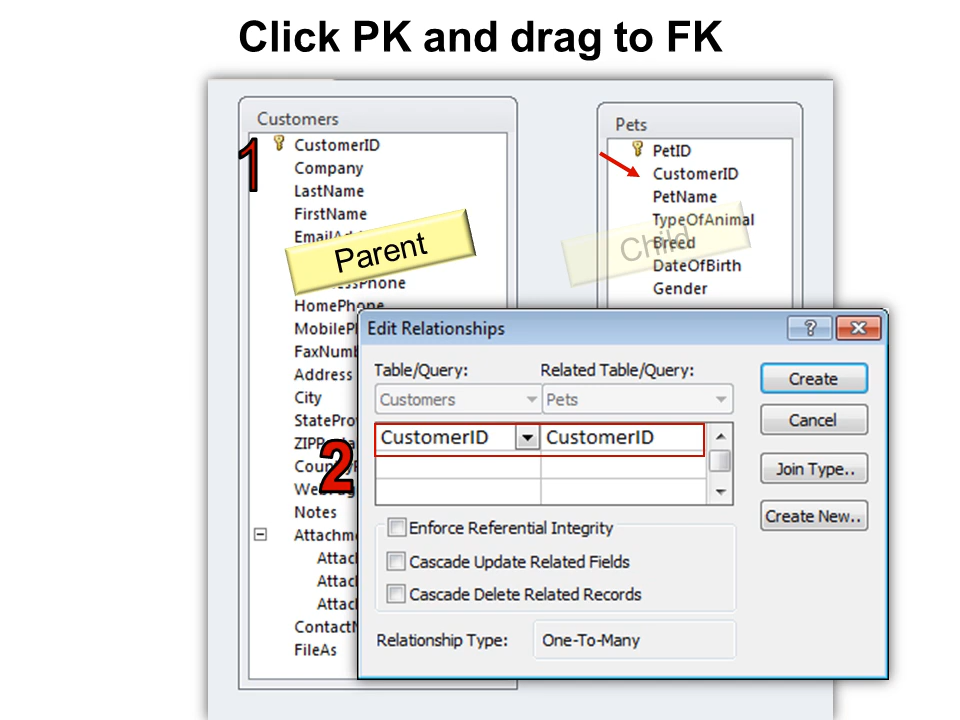 Click PK and drag to FK
Customers
1
CustomerID
Company
LastName
FirstName
Parent
HomePhone
Address
City
Notes
ContactN
FileAs
Pets
PetID
CustomerID
PetName
TypeOfAnimal
Child
Breed
DateOfBirth
Gender
2
Edit Relationships
Table/Query: Related Table/Query:
Customers Pets
CustomerID CustomerID
Enforce Referential Integrity
Cascade Update Related Fields
Cascade Delete Related Records
Relationship Type: One-To-Many
Create
Cancel
Join Type..
Create New..